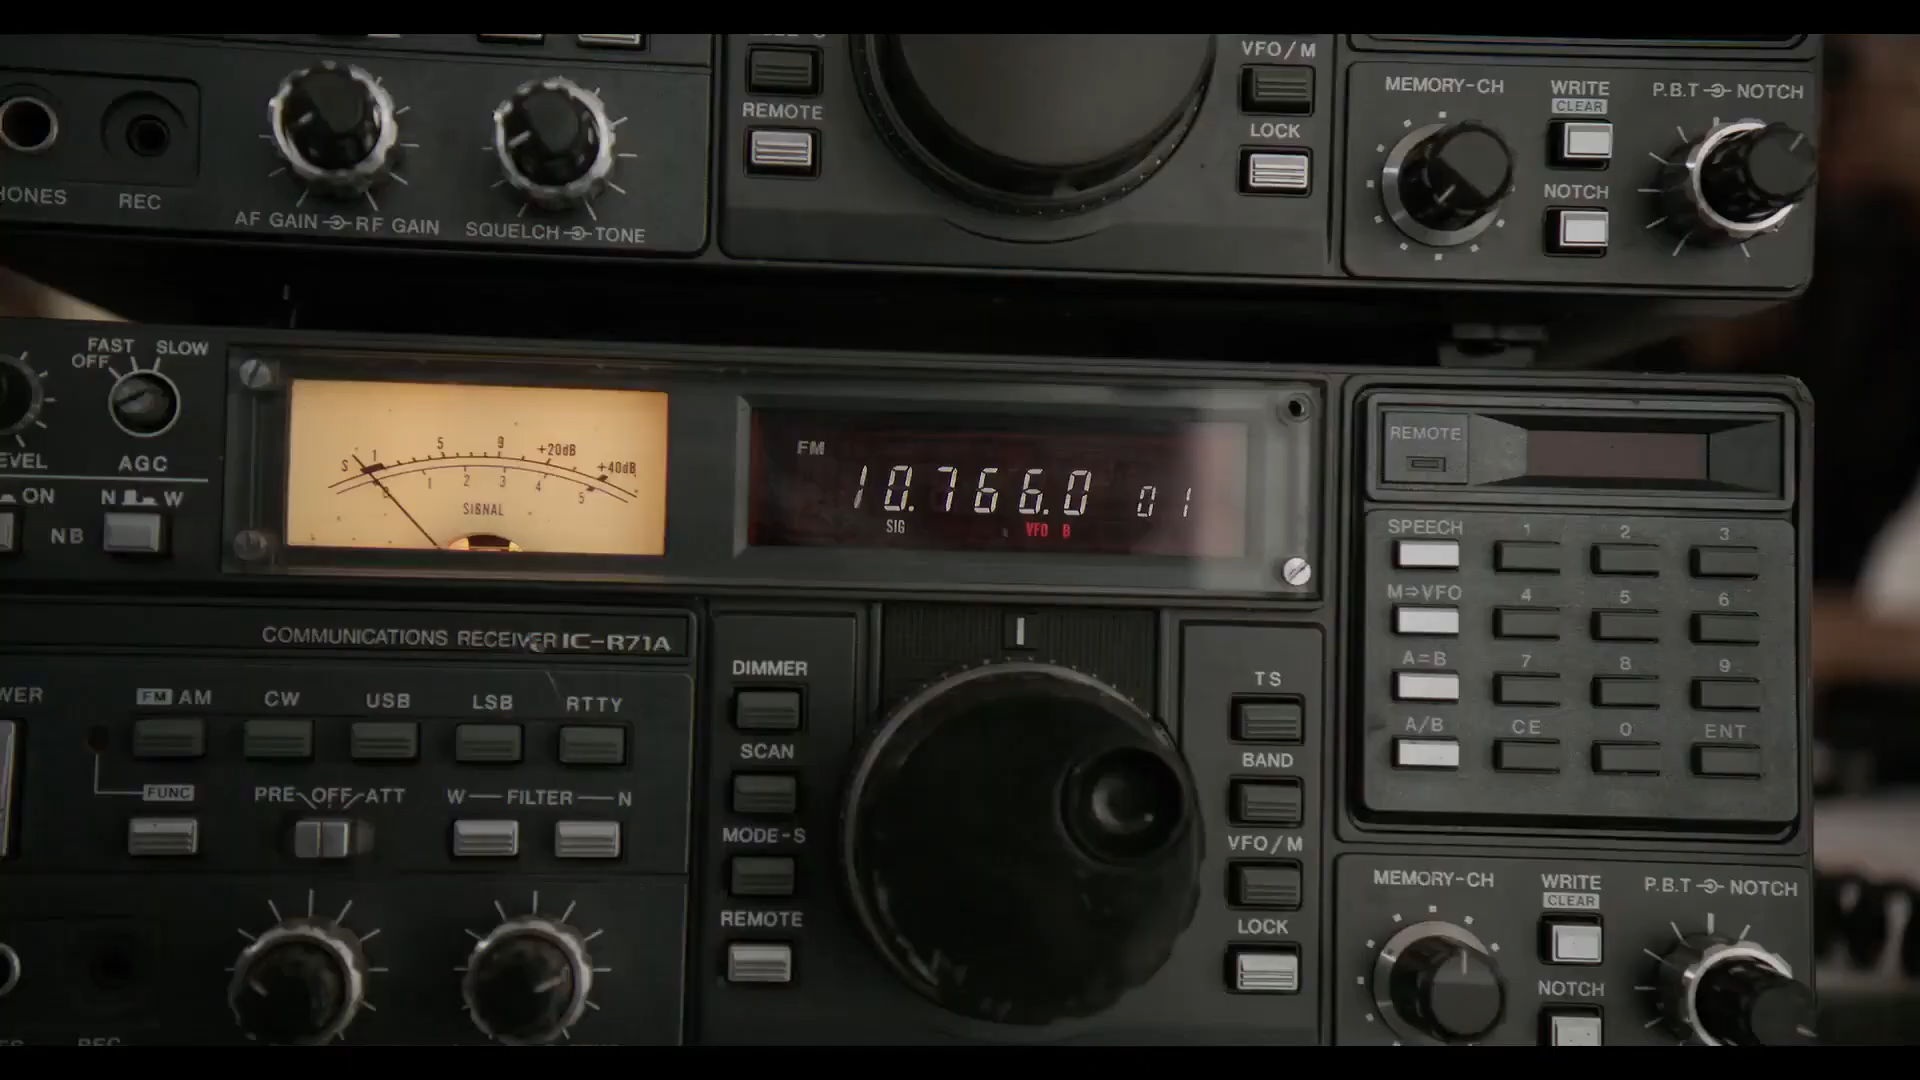 VFO/M
REMOTE
LOCK
MEMORY-CH
WRITE
CLEAR
P.B.T NOTCH
NOTCH
HONES
REC
AF GAIN RF GAIN
SQUELCH TONE
FAST
OFF
SLOW
EVEL
AGC
ON
N W
NB
S 1 5 9 +20dB +40dB
0 1 2 3 4 5
SIGNAL
FM
10.766.0 01
SIG
VFO B
REMOTE
SPEECH 1 2 3
M⇒VFO 4 5 6
A=B 7 8 9
A/B CE 0 ENT
COMMUNICATIONS RECEIVER IC-R71A
WER
FM AM CW USB LSB RTTY
FUNC
PRE OFF ATT
W FILTER N
DIMMER
SCAN
MODE-S
REMOTE
TS
BAND
VFO/M
LOCK
MEMORY-CH
WRITE
CLEAR
P.B.T NOTCH
NOTCH